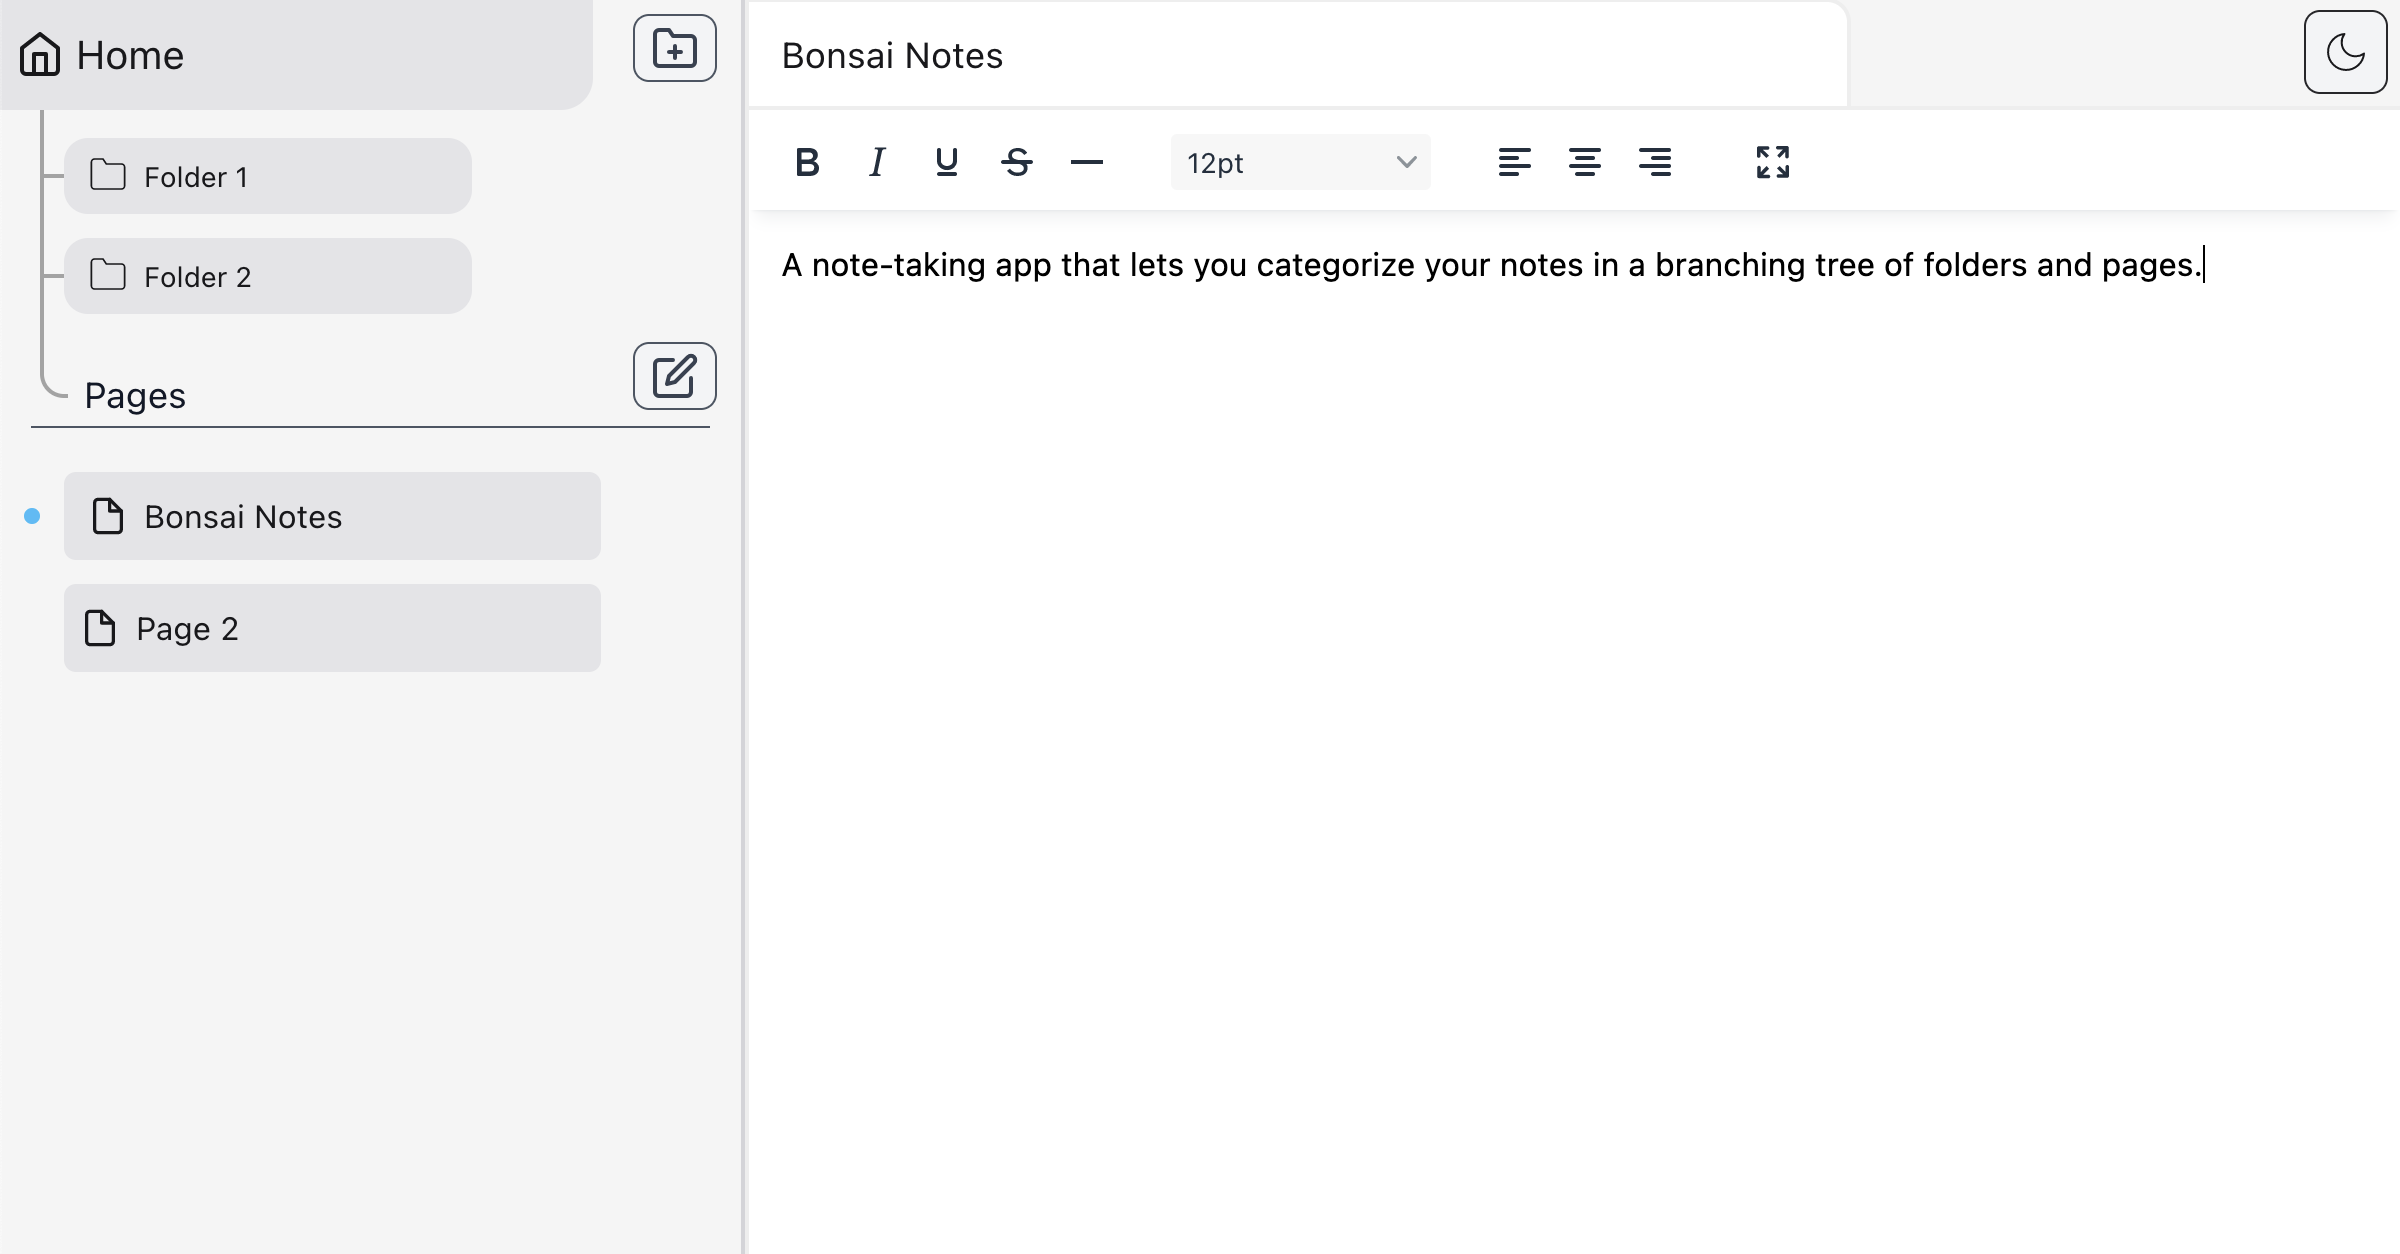 Home
Folder 1
Folder 2
Pages
Bonsai Notes
Page 2
Bonsai Notes
B I U S 12pt
A note-taking app that lets you categorize your notes in a branching tree of folders and pages.